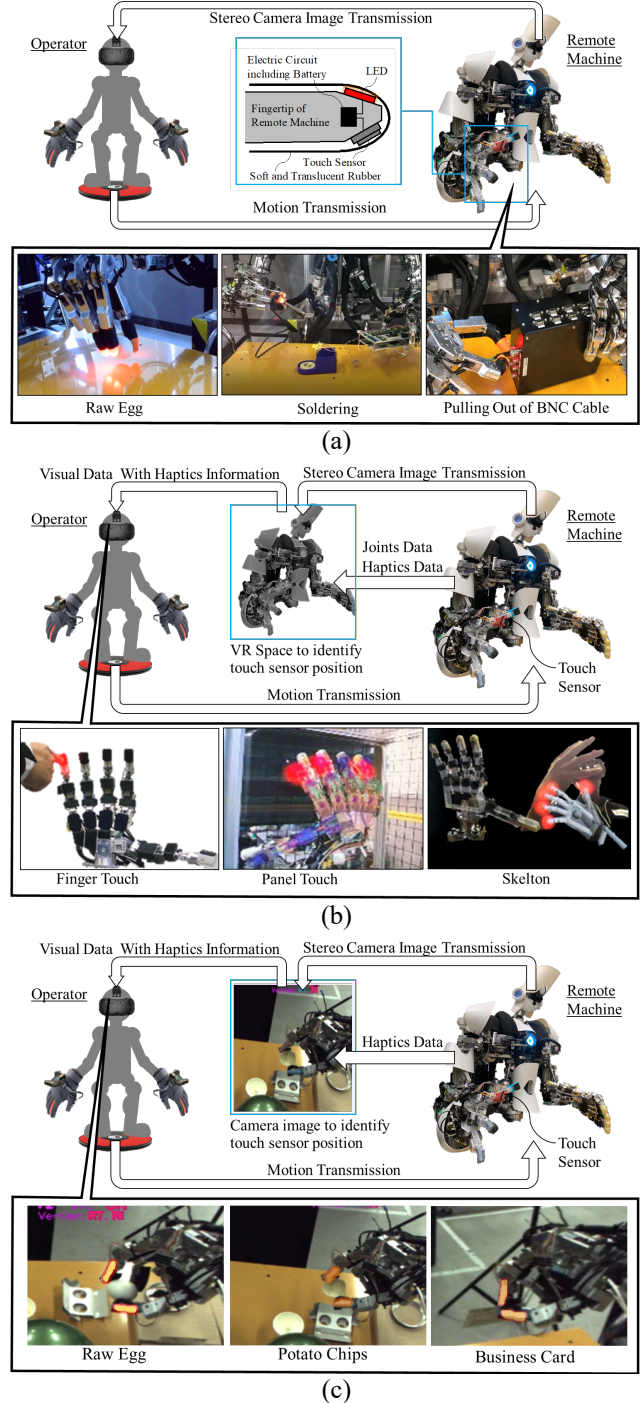 Stereo Camera Image Transmission
Operator
Remote
Machine
Electric Circuit
including Battery
LED
Fingertip of
Remote Machine
Touch Sensor
Soft and Translucent Rubber
Motion Transmission
Raw Egg
Soldering
Pulling Out of BNC Cable
(a)
Visual Data With Haptics Information
Stereo Camera Image Transmission
Operator
Remote
Machine
Joints Data
Haptics Data
VR Space to identify
touch sensor position
Touch
Sensor
Motion Transmission
Finger Touch
Panel Touch
Skelton
(b)
Visual Data With Haptics Information
Stereo Camera Image Transmission
Operator
Remote
Machine
Haptics Data
Camera image to identify
touch sensor position
Touch
Sensor
Motion Transmission
Raw Egg
Potato Chips
Business Card
(c)